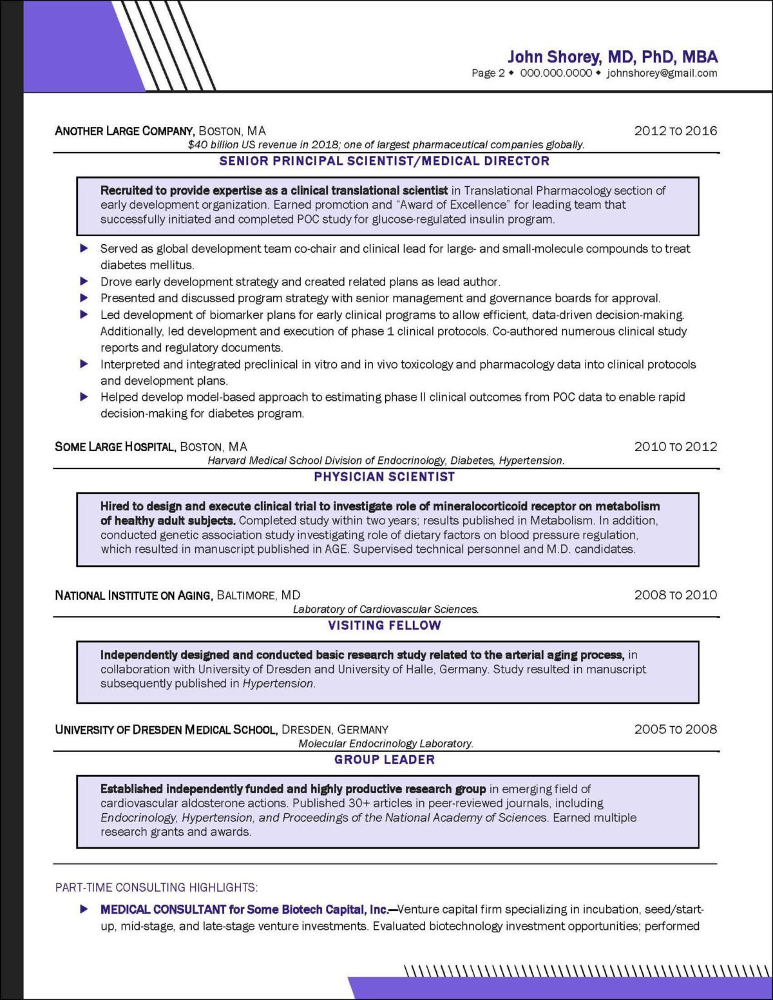 John Shorey, MD, PhD, MBA
Page 2 ◆ 000.000.0000 ◆ johnshorey@gmail.com
ANOTHER LARGE COMPANY, BOSTON, MA 2012 TO 2016
$40 billion US revenue in 2018; one of largest pharmaceutical companies globally.
SENIOR PRINCIPAL SCIENTIST/MEDICAL DIRECTOR
Recruited to provide expertise as a clinical translational scientist in Translational Pharmacology section of
early development organization. Earned promotion and “Award of Excellence” for leading team that
successfully initiated and completed POC study for glucose-regulated insulin program.
► Served as global development team co-chair and clinical lead for large- and small-molecule compounds to treat
diabetes mellitus.
► Drove early development strategy and created related plans as lead author.
► Presented and discussed program strategy with senior management and governance boards for approval.
► Led development of biomarker plans for early clinical programs to allow efficient, data-driven decision-making.
Additionally, led development and execution of phase 1 clinical protocols. Co-authored numerous clinical study
reports and regulatory documents.
► Interpreted and integrated preclinical in vitro and in vivo toxicology and pharmacology data into clinical protocols
and development plans.
► Helped develop model-based approach to estimating phase II clinical outcomes from POC data to enable rapid
decision-making for diabetes program.
SOME LARGE HOSPITAL, BOSTON, MA 2010 TO 2012
Harvard Medical School Division of Endocrinology, Diabetes, Hypertension.
PHYSICIAN SCIENTIST
Hired to design and execute clinical trial to investigate role of mineralocorticoid receptor on metabolism
of healthy adult subjects. Completed study within two years; results published in Metabolism. In addition,
conducted genetic association study investigating role of dietary factors on blood pressure regulation,
which resulted in manuscript published in AGE. Supervised technical personnel and M.D. candidates.
NATIONAL INSTITUTE ON AGING, BALTIMORE, MD 2008 TO 2010
Laboratory of Cardiovascular Sciences.
VISITING FELLOW
Independently designed and conducted basic research study related to the arterial aging process, in
collaboration with University of Dresden and University of Halle, Germany. Study resulted in manuscript
subsequently published in Hypertension.
UNIVERSITY OF DRESDEN MEDICAL SCHOOL, DRESDEN, GERMANY 2005 TO 2008
Molecular Endocrinology Laboratory.
GROUP LEADER
Established independently funded and highly productive research group in emerging field of
cardiovascular aldosterone actions. Published 30+ articles in peer-reviewed journals, including
Endocrinology, Hypertension, and Proceedings of the National Academy of Sciences. Earned multiple
research grants and awards.
PART-TIME CONSULTING HIGHLIGHTS:
► MEDICAL CONSULTANT for Some Biotech Capital, Inc.—Venture capital firm specializing in incubation, seed/start-
up, mid-stage, and late-stage venture investments. Evaluated biotechnology investment opportunities; performed